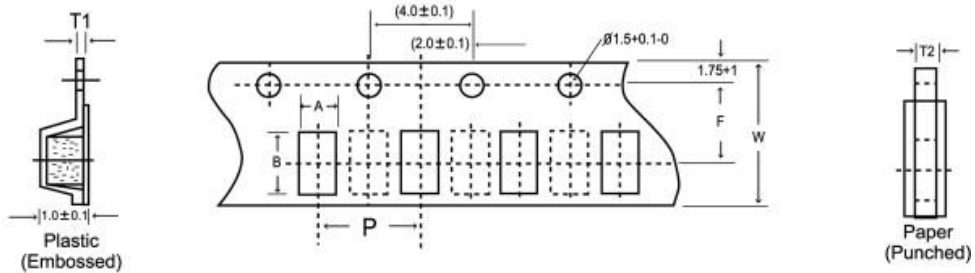 T1
1.0±0.1
Plastic
(Embossed)
(4.0±0.1)
(2.0±0.1)
Ø1.5+0.1-0
1.75+1
A
B
F
W
P
T2
Paper
(Punched)